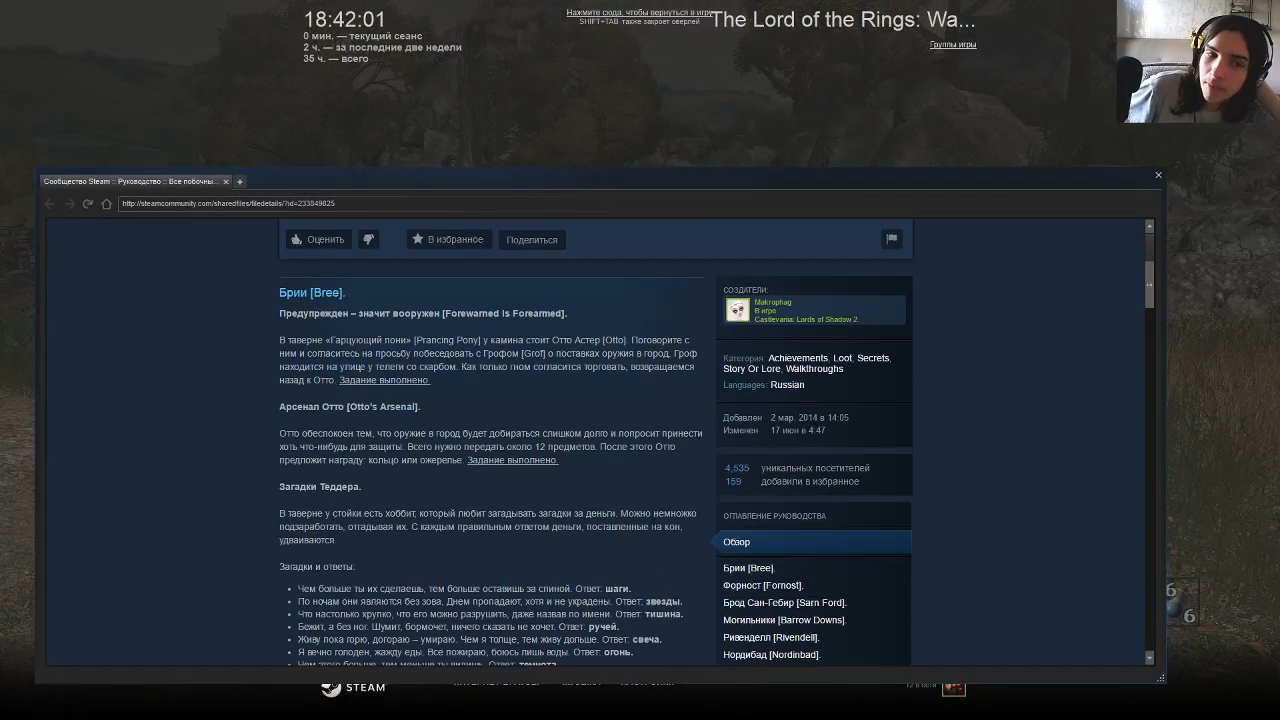 18:42:01
0 мин. — текущий сеанс
2 ч. — за последние две недели
35 ч. — всего
Нажмите сюда, чтобы вернуться в игру
SHIFT+TAB также закроет оверлей
The Lord of the Rings: Wa...
Группы игры
Сообщество Steam :: Руководство :: Все побочны...
http://steamcommunity.com/sharedfiles/filedetails/?id=233849825
Оценить
В избранное
Поделиться
Брии [Bree].
Предупрежден – значит вооружен [Forewarned Is Forearmed].
В таверне «Гарцующий пони» [Prancing Pony] у камина стоит Отто Астер [Otto]. Поговорите с
ним и согласитесь на просьбу побеседовать с Грофом [Grof] о поставках оружия в город. Гроф
находится на улице у телеги со скарбом. Как только гном согласится торговать, возвращаемся
назад к Отто. Задание выполнено.
Арсенал Отто [Otto's Arsenal].
Отто обеспокоен тем, что оружие в город будет добираться слишком долго и попросит принести
хоть что-нибудь для защиты. Всего нужно передать около 12 предметов. После этого Отто
предложит награду: кольцо или ожерелье. Задание выполнено.
Загадки Теддера.
В таверне у стойки есть хоббит, который любит загадывать загадки за деньги. Можно немножко
подзаработать, отгадывая их. С каждым правильным ответом деньги, поставленные на кон,
удваиваются.
Загадки и ответы:
Чем больше ты их сделаешь, тем больше оставишь за спиной. Ответ: шаги.
По ночам они являются без зова. Днем пропадают, хотя и не украдены. Ответ: звезды.
Что настолько хрупко, что его можно разрушить, даже назвав по имени. Ответ: тишина.
Бежит, а без ног. Шумит, бормочет, ничего сказать не хочет. Ответ: ручей.
Живу пока горю, догораю – умираю. Чем я толще, тем живу дольше. Ответ: свеча.
Я вечно голоден, жажду еды. Все пожираю, боюсь лишь воды. Ответ: огонь.
Чем этого больше, тем меньше ты видишь. Ответ: темнота.
СОЗДАТЕЛИ:
Makrophag
В игре
Castlevania: Lords of Shadow 2
Категория: Achievements, Loot, Secrets,
Story Or Lore, Walkthroughs
Languages: Russian
Добавлен 2 мар. 2014 в 14:05
Изменен 17 июн в 4:47
4,535 уникальных посетителей
159 добавили в избранное
ОГЛАВЛЕНИЕ РУКОВОДСТВА
Обзор
Брии [Bree].
Форност [Fornost].
Брод Сан-Гебир [Sarn Ford].
Могильники [Barrow Downs].
Ривенделл [Rivendell].
Нордибад [Nordinbad].
6
6
STEAM